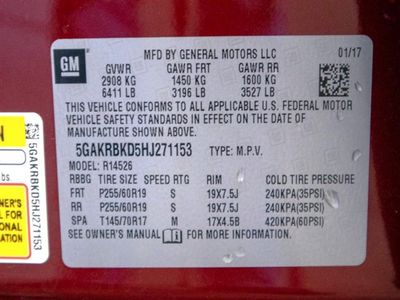 GM
MFD BY GENERAL MOTORS LLC 01/17
GVWR GAWR FRT GAWR RR
2908 KG 1450 KG 1600 KG
6411 LB 3196 LB 3527 LB
THIS VEHICLE CONFORMS TO ALL APPLICABLE U.S. FEDERAL MOTOR
VEHICLE SAFETY STANDARDS IN EFFECT ON THE DATE OF
MANUFACTURE SHOWN ABOVE.
5GAKRBKD5HJ271153 TYPE: M.P.V.
MODEL: R14526
RBBG TIRE SIZE SPEED RTG RIM COLD TIRE PRESSURE
FRT P255/60R19 S 19X7.5J 240KPA(35PSI)
RR P255/60R19 S 19X7.5J 240KPA(35PSI)
SPA T145/70R17 M 17X4.5J 420KPA(60PSI)
SEE OWNER'S MANUAL FOR MORE INFORMATION.
5GAKRBKD5HJ271153